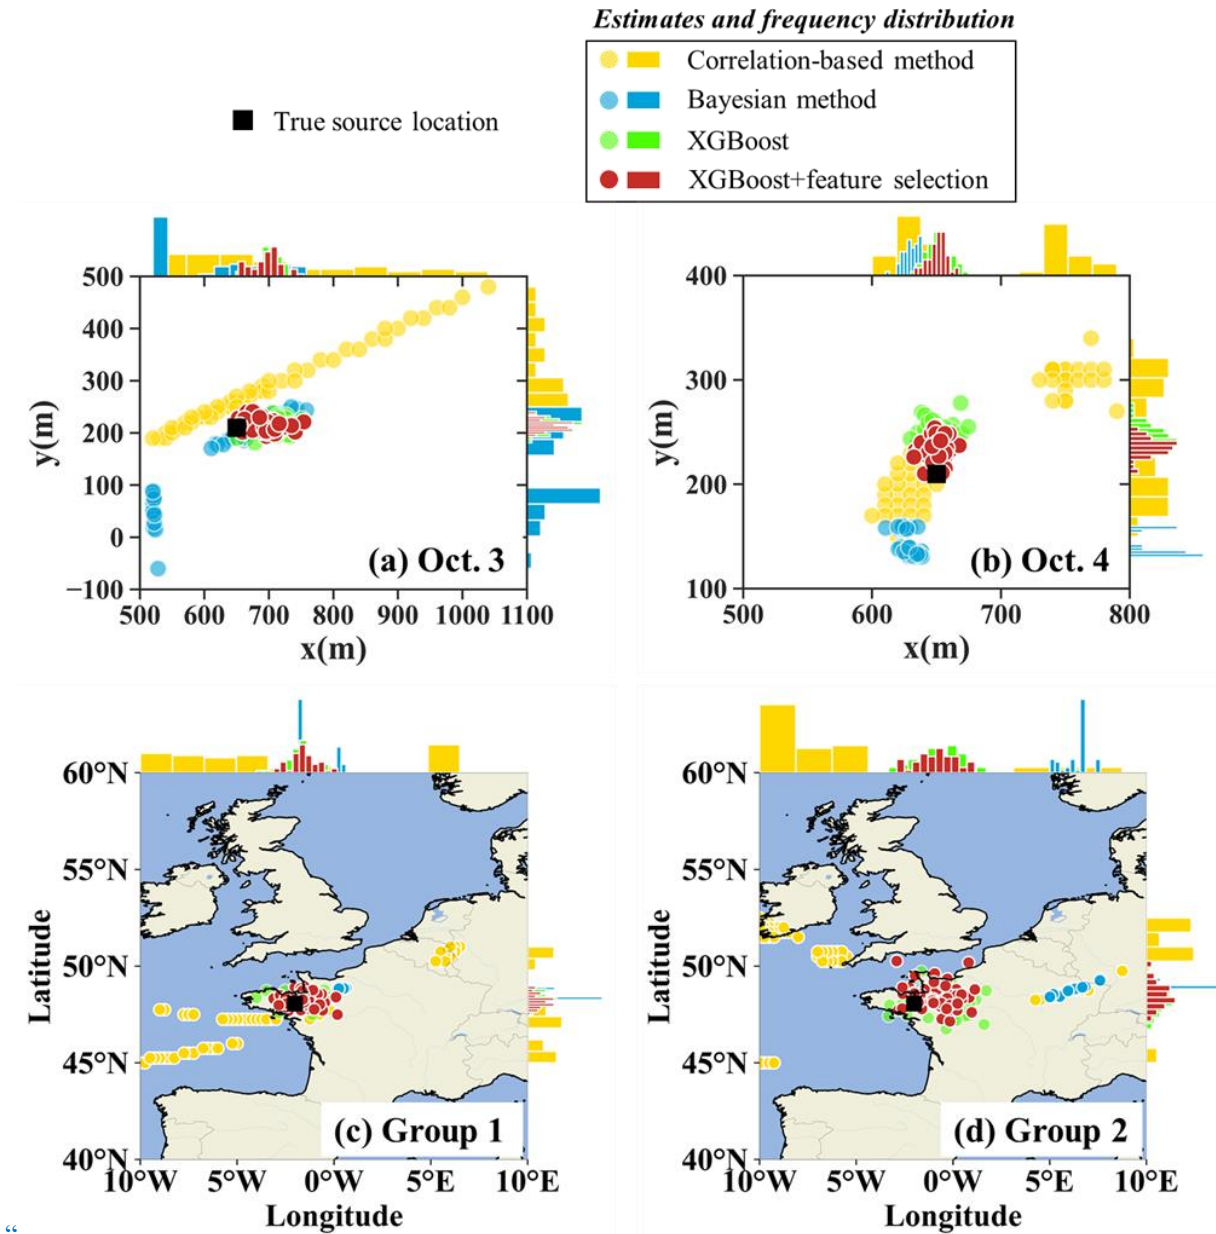 Estimates and frequency distribution
Correlation-based method
Bayesian method
True source location
XGBoost
XGBoost+feature selection
500
400
300
200
100
0
−100
y(m)
(a) Oct. 3
500 600 700 800 900 1000 1100
x(m)
400
300
200
100
y(m)
(b) Oct. 4
500 600 700 800
x(m)
60°N
55°N
50°N
45°N
40°N
Latitude
(c) Group 1
10°W 5°W 0°W 5°E 10°E
Longitude
60°N
55°N
50°N
45°N
40°N
Latitude
(d) Group 2
10°W 5°W 0°W 5°E 10°E
Longitude
“